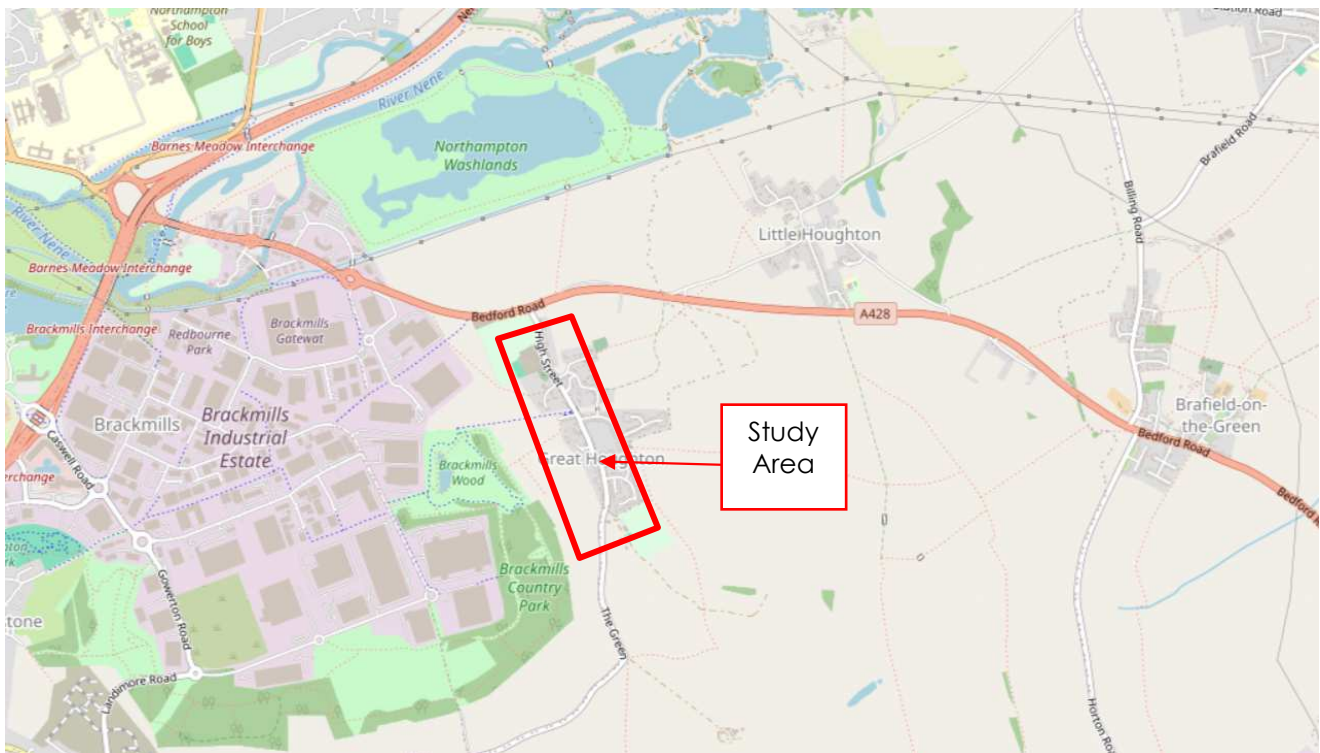 Northampton
School
for Boys
River Nene
Barnes Meadow Interchange
Northampton
Washlands
Station Road
Brafield Road
Billing Road
Little Houghton
River Nene
Barnes Meadow Interchange
Brackmills Interchange
Redbourne
Park
Brackmills
Gatewat
Bedford Road
A428
High Street
Brackmills
Brackmills
Industrial
Estate
Caswell Road
Brackmills
Wood
Great Houghton
Study
Area
Brafield-on-
the-Green
Bedford Road
Bedford
Brackmills
Country
Park
Gowerton Road
The Green
Landimore Road
Horton Road